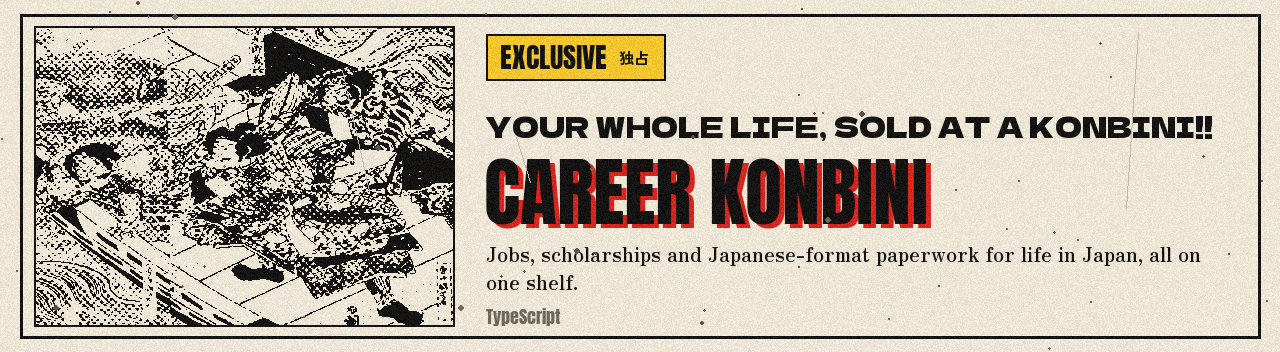 EXCLUSIVE 独占
YOUR WHOLE LIFE, SOLD AT A KONBINI!!
CAREER KONBINI
Jobs, scholarships and Japanese-format paperwork for life in Japan, all on
one shelf.
TypeScript